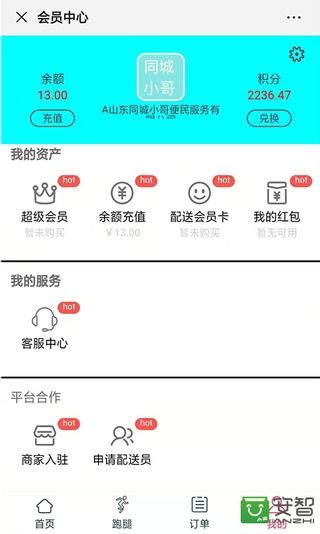 会员中心
余额
13.00
充值
同城
小哥
A山东同城小哥便民服务有
积分
2236.47
兑换
我的资产
hot
hot
hot
hot
超级会员
余额充值
配送会员卡
我的红包
暂未购买
￥13.00
暂未购买
暂无可用
我的服务
hot
客服中心
平台合作
hot
hot
商家入驻
申请配送员
首页
跑腿
订单
我的
安智
ANZHI